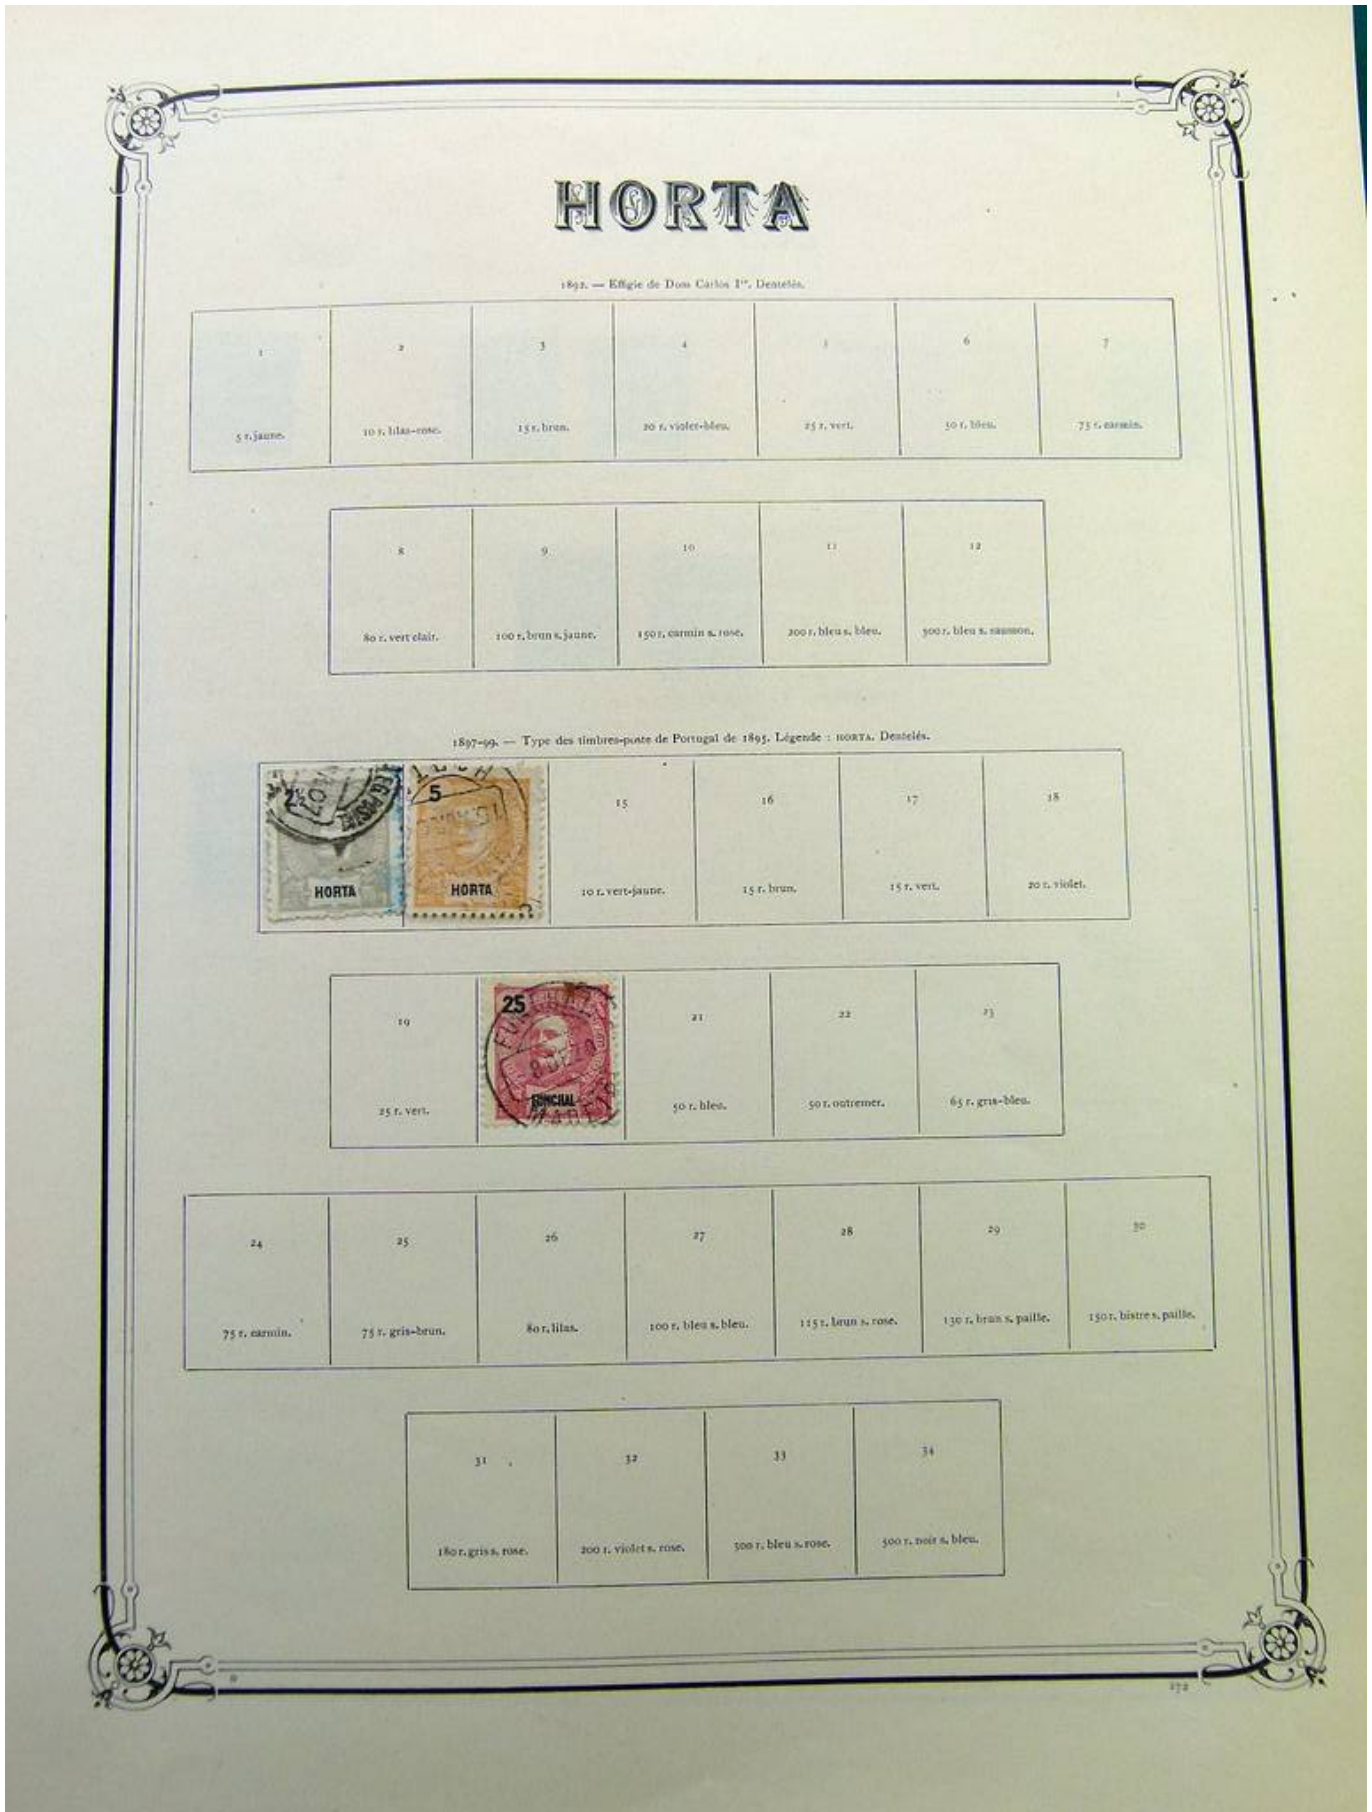 HORTA
1892. — Effigie de Dom Carlos Ier. Dentelés.
1 2 3 4 5 6 7
5 r. jaune. 10 r. lilas-rose. 15 r. brun. 20 r. violet-bleu. 25 r. vert. 50 r. bleu. 75 r. carmin.
8 9 10 11 12
80 r. vert clair. 100 r. brun s. jaune. 150 r. carmin s. rose. 200 r. bleu s. bleu. 300 r. bleu s. saumon.
1897-99. — Type des timbres-poste de Portugal de 1895. Légende : HORTA. Dentelés.
2½ 5 15 16 17 18
HORTA HORTA 10 r. vert-jaune. 15 r. brun. 15 r. vert. 20 r. violet.
19 25 21 22 23
25 r. vert. FUNCHAL 50 r. bleu. 50 r. outremer. 65 r. gris-bleu.
24 25 26 27 28 29 30
75 r. carmin. 75 r. gris-brun. 80 r. lilas. 100 r. bleu s. bleu. 115 r. brun s. rose. 130 r. brun s. paille. 150 r. bistre s. paille.
31 32 33 34
180 r. gris s. rose. 200 r. violet s. rose. 300 r. bleu s. rose. 500 r. noir s. bleu.
272